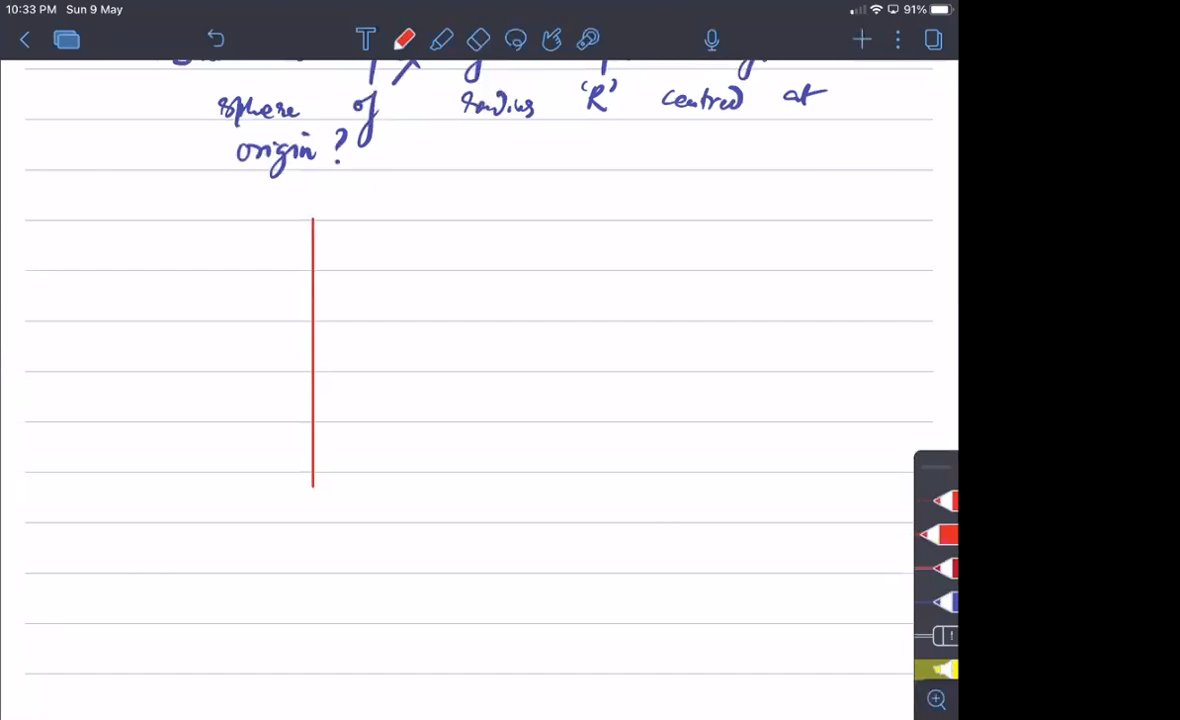 10:33 PM Sun 9 May 91%
T
sphere of radius 'R' centred at
origin?